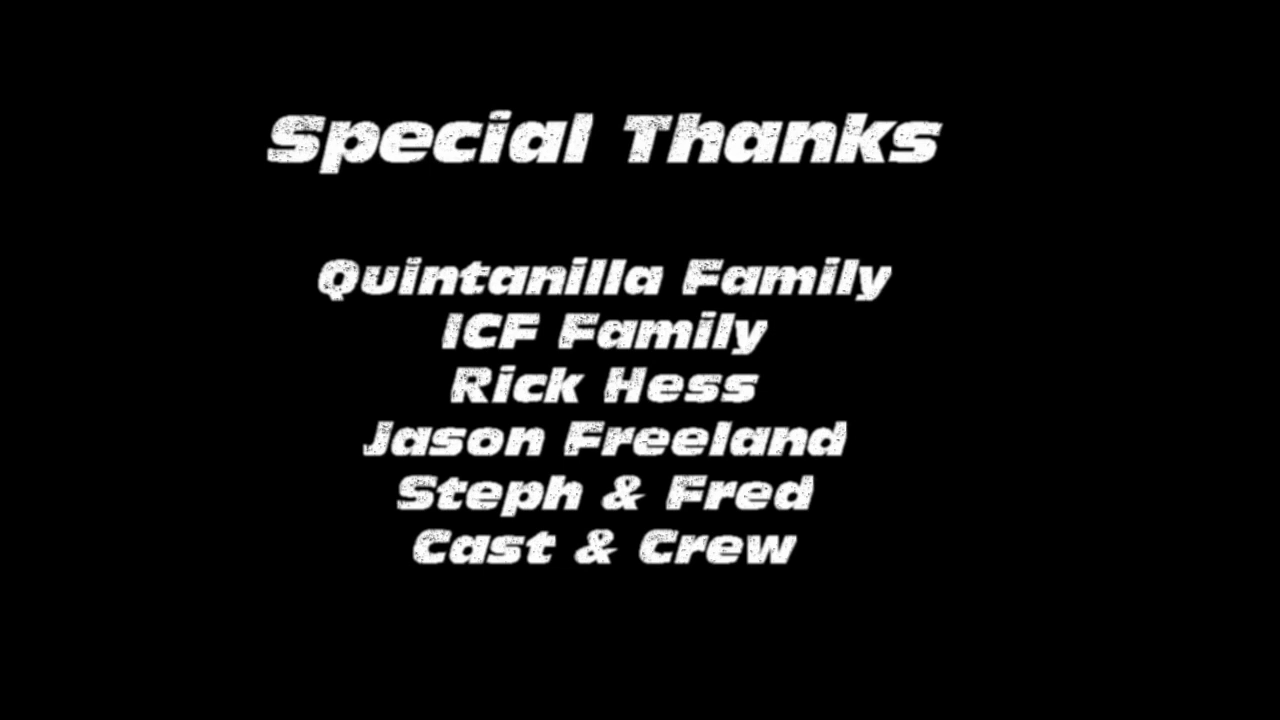 Special Thanks
Quintanilla Family
ICF Family
Rick Hess
Jason Freeland
Steph & Fred
Cast & Crew